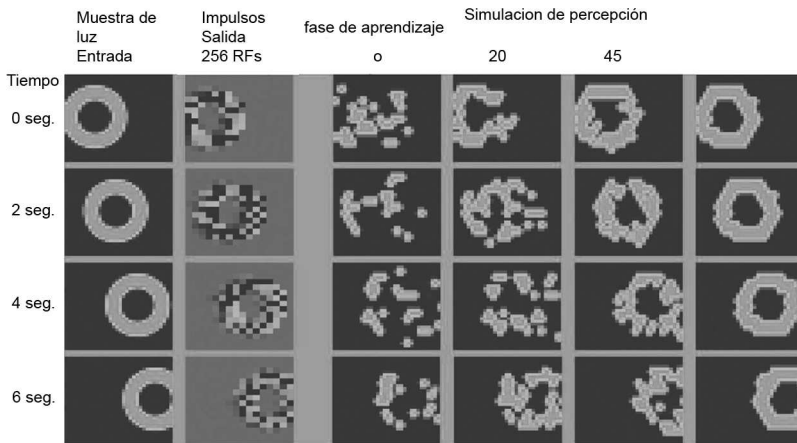 Muestra de
luz
Entrada
Impulsos
Salida
256 RFs
fase de aprendizaje
Simulacion de percepción
o
20
45
Tiempo
0 seg.
2 seg.
4 seg.
6 seg.